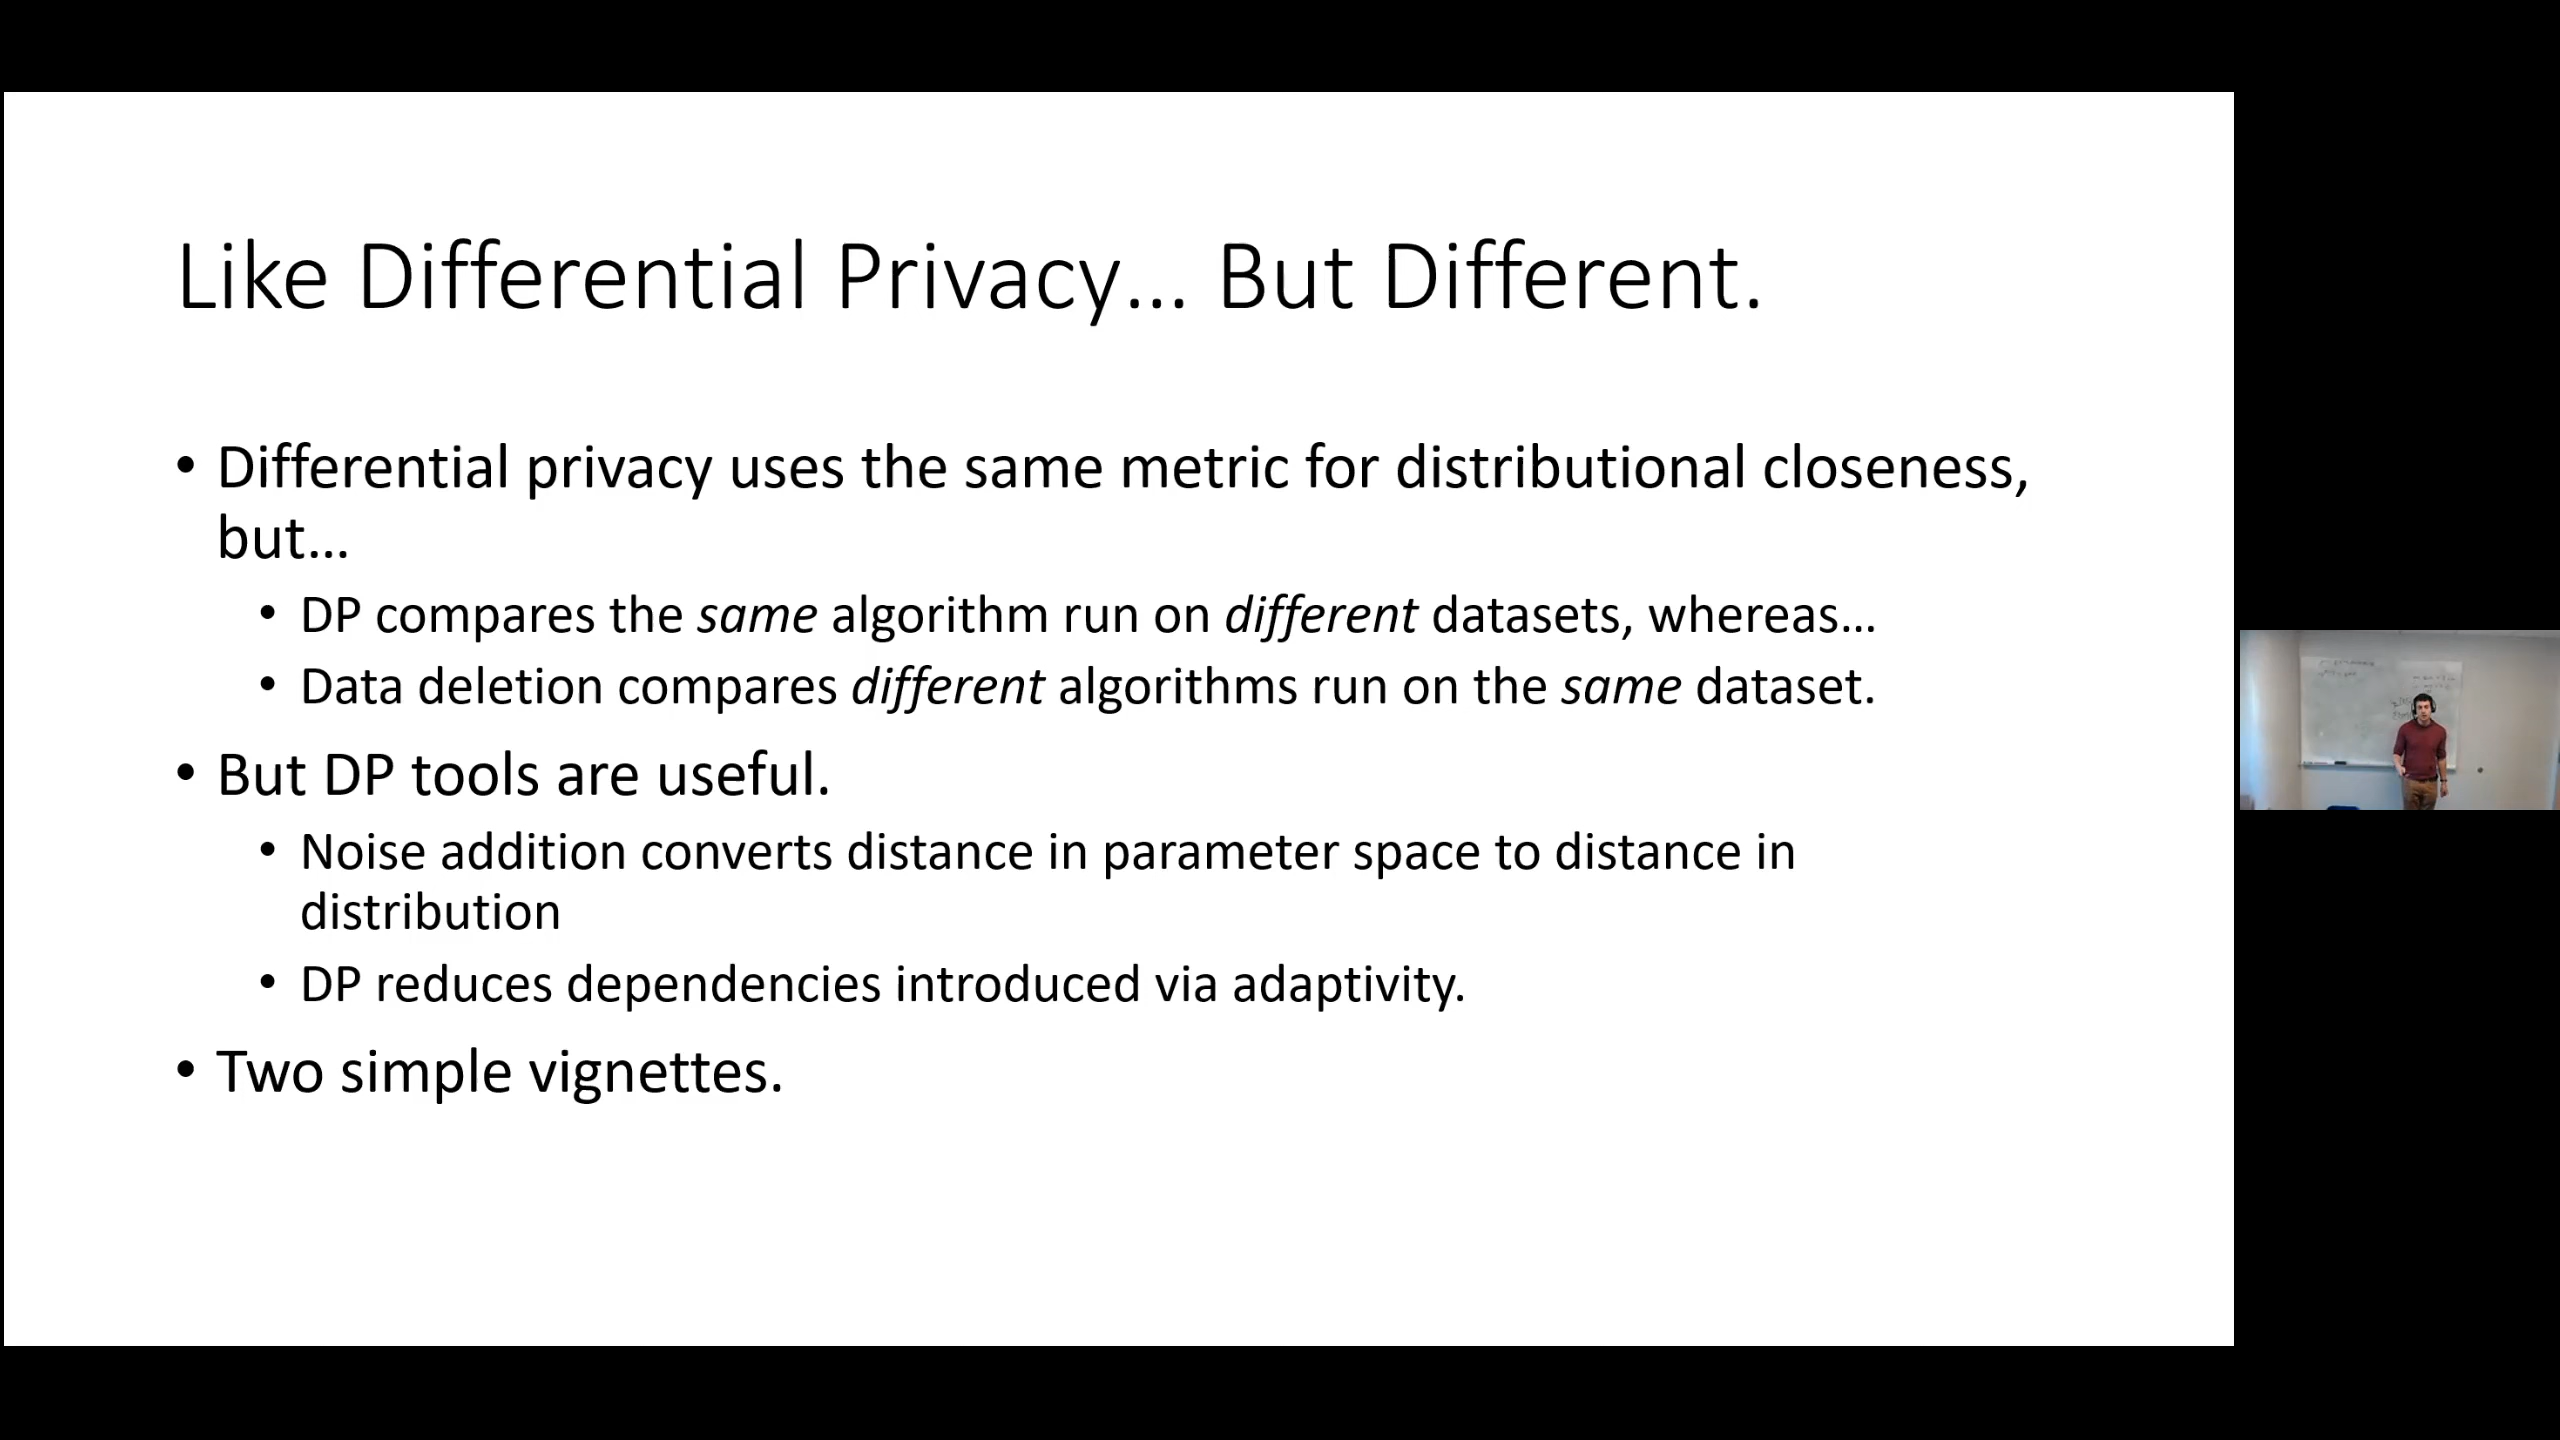 Like Differential Privacy... But Different.
• Differential privacy uses the same metric for distributional closeness,
but...
• DP compares the same algorithm run on different datasets, whereas...
• Data deletion compares different algorithms run on the same dataset.
• But DP tools are useful.
• Noise addition converts distance in parameter space to distance in
distribution
• DP reduces dependencies introduced via adaptivity.
• Two simple vignettes.